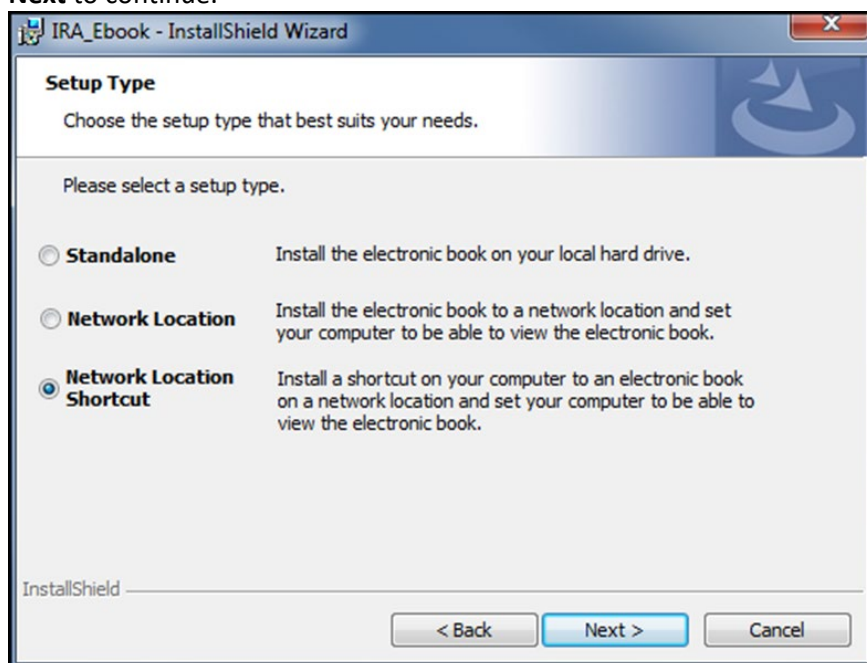 Next to continue.
IRA_Ebook - InstallShield Wizard
Setup Type
Choose the setup type that best suits your needs.
Please select a setup type.
Standalone
Install the electronic book on your local hard drive.
Network Location
Install the electronic book to a network location and set
your computer to be able to view the electronic book.
Network Location
Shortcut
Install a shortcut on your computer to an electronic book
on a network location and set your computer to be able to
view the electronic book.
InstallShield
< Back
Next >
Cancel